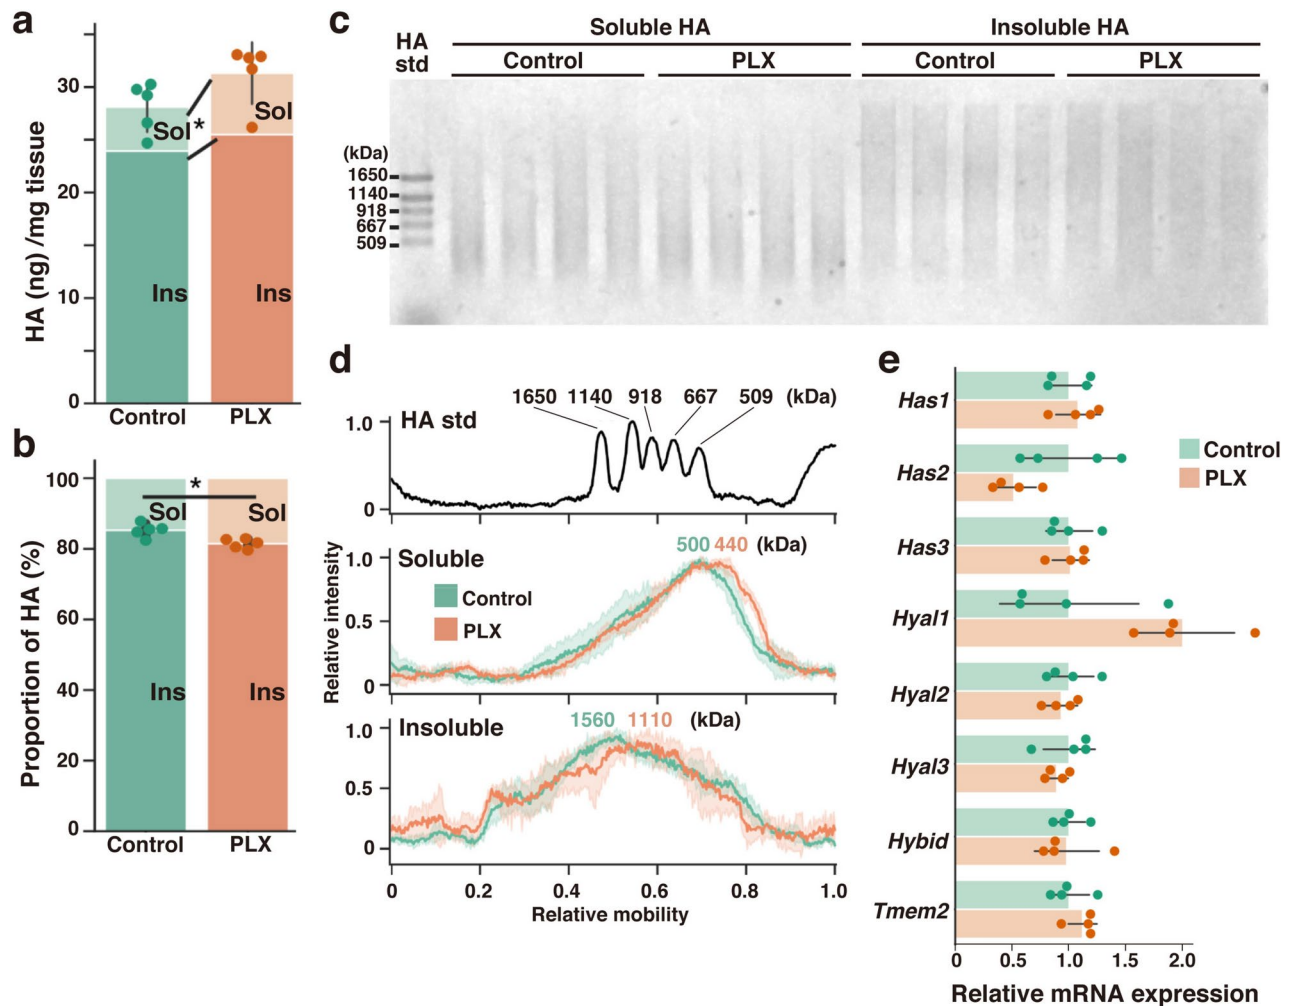 a
HA (ng) /mg tissue
30
20
10
0
Sol
*
Sol
Ins
Ins
Control
PLX
b
Proportion of HA (%)
100
80
60
40
20
0
*
Sol
Sol
Ins
Ins
Control
PLX
c
HA
std
Soluble HA
Insoluble HA
Control
PLX
Control
PLX
(kDa)
1650
1140
918
667
509
d
HA std
1650
1140
918
667
509
(kDa)
1.0
0
Relative intensity
Soluble
500
440
(kDa)
Control
PLX
1.0
0.5
0
Insoluble
1560
1110
(kDa)
1.0
0.5
0
0
0.2
0.4
0.6
0.8
1.0
Relative mobility
e
Has1
Has2
Has3
Hyal1
Hyal2
Hyal3
Hybid
Tmem2
Control
PLX
0
0.5
1.0
1.5
2.0
Relative mRNA expression